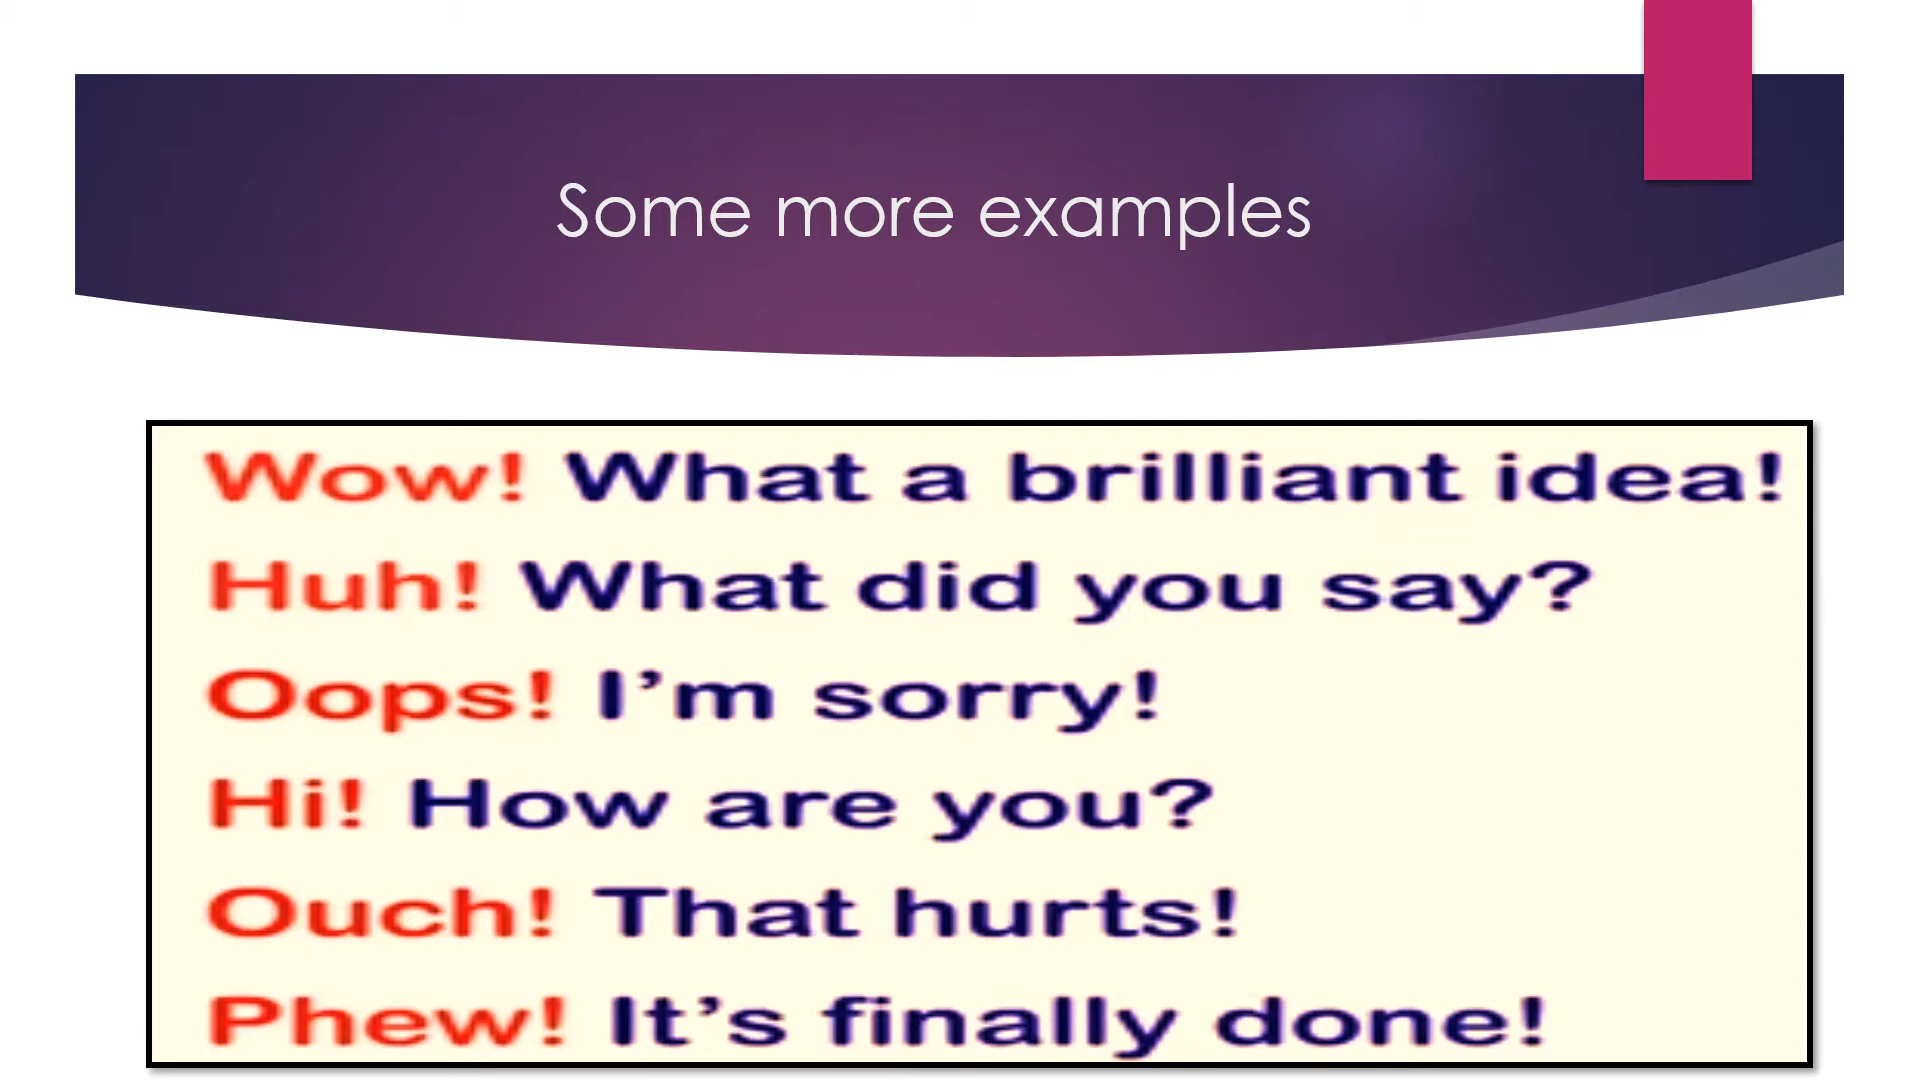 Some more examples
Wow! What a brilliant idea!
Huh! What did you say?
Oops! I’m sorry!
Hi! How are you?
Ouch! That hurts!
Phew! It’s finally done!